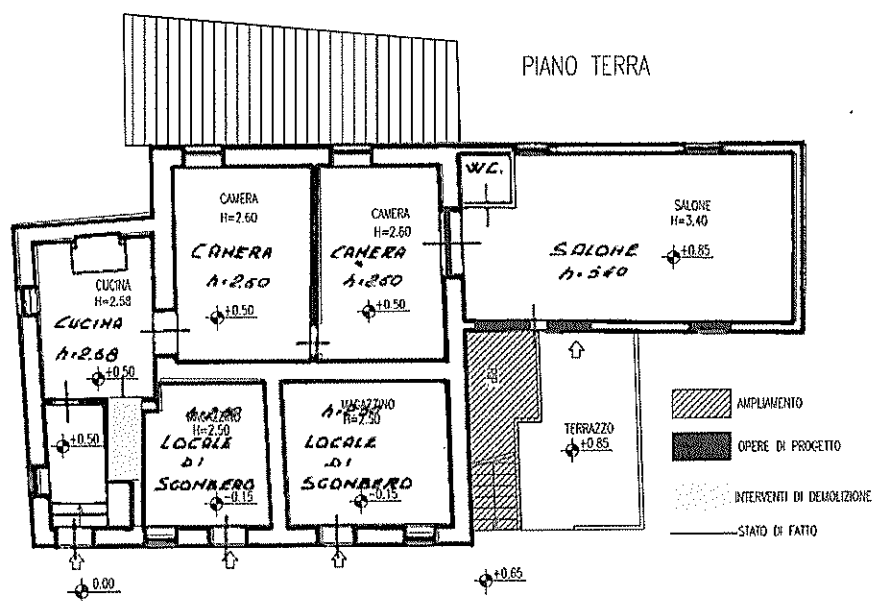 PIANO TERRA
WC.
CAMERA
H=2.60
CAMERA
h=2.60
+0.50
CAMERA
H=2.60
CAMERA
h=2.60
+0.50
SALONE
H=3.40
+0.85
SALONE
h=3.40
CUCINA
H=2.58
CUCINA
+0.50
+0.50
MAGAZZINO
H=2.50
LOCALE
DI
SGOMBERO
-0.15
MAGAZZINO
H=2.50
LOCALE
DI
SGOMBERO
-0.15
TERRAZZO
+0.85
AMPLIAMENTO
OPERE DI PROGETTO
INTERVENTI DI DEMOLIZIONE
STATO DI FATTO
0.00
+0.65